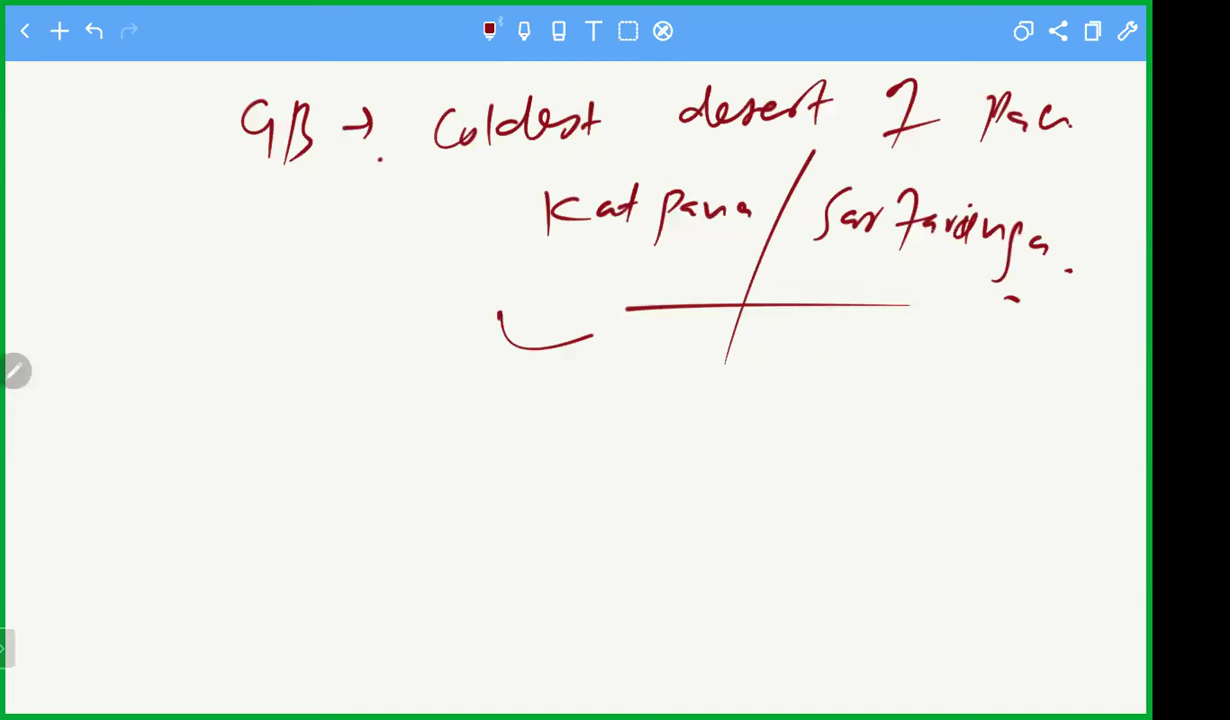 GB → Coldest desert of Pak.
Katpana / Sarfaranga.